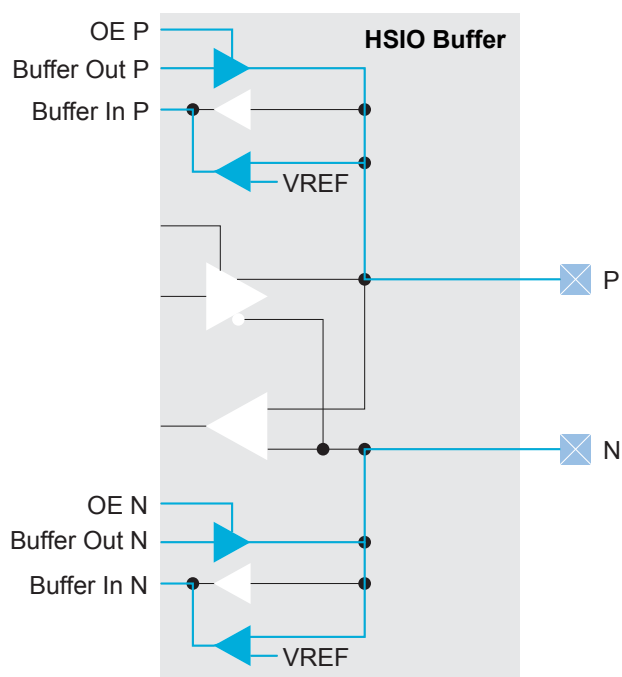 OE P
HSIO Buffer
Buffer Out P
Buffer In P
VREF
P
N
OE N
Buffer Out N
Buffer In N
VREF